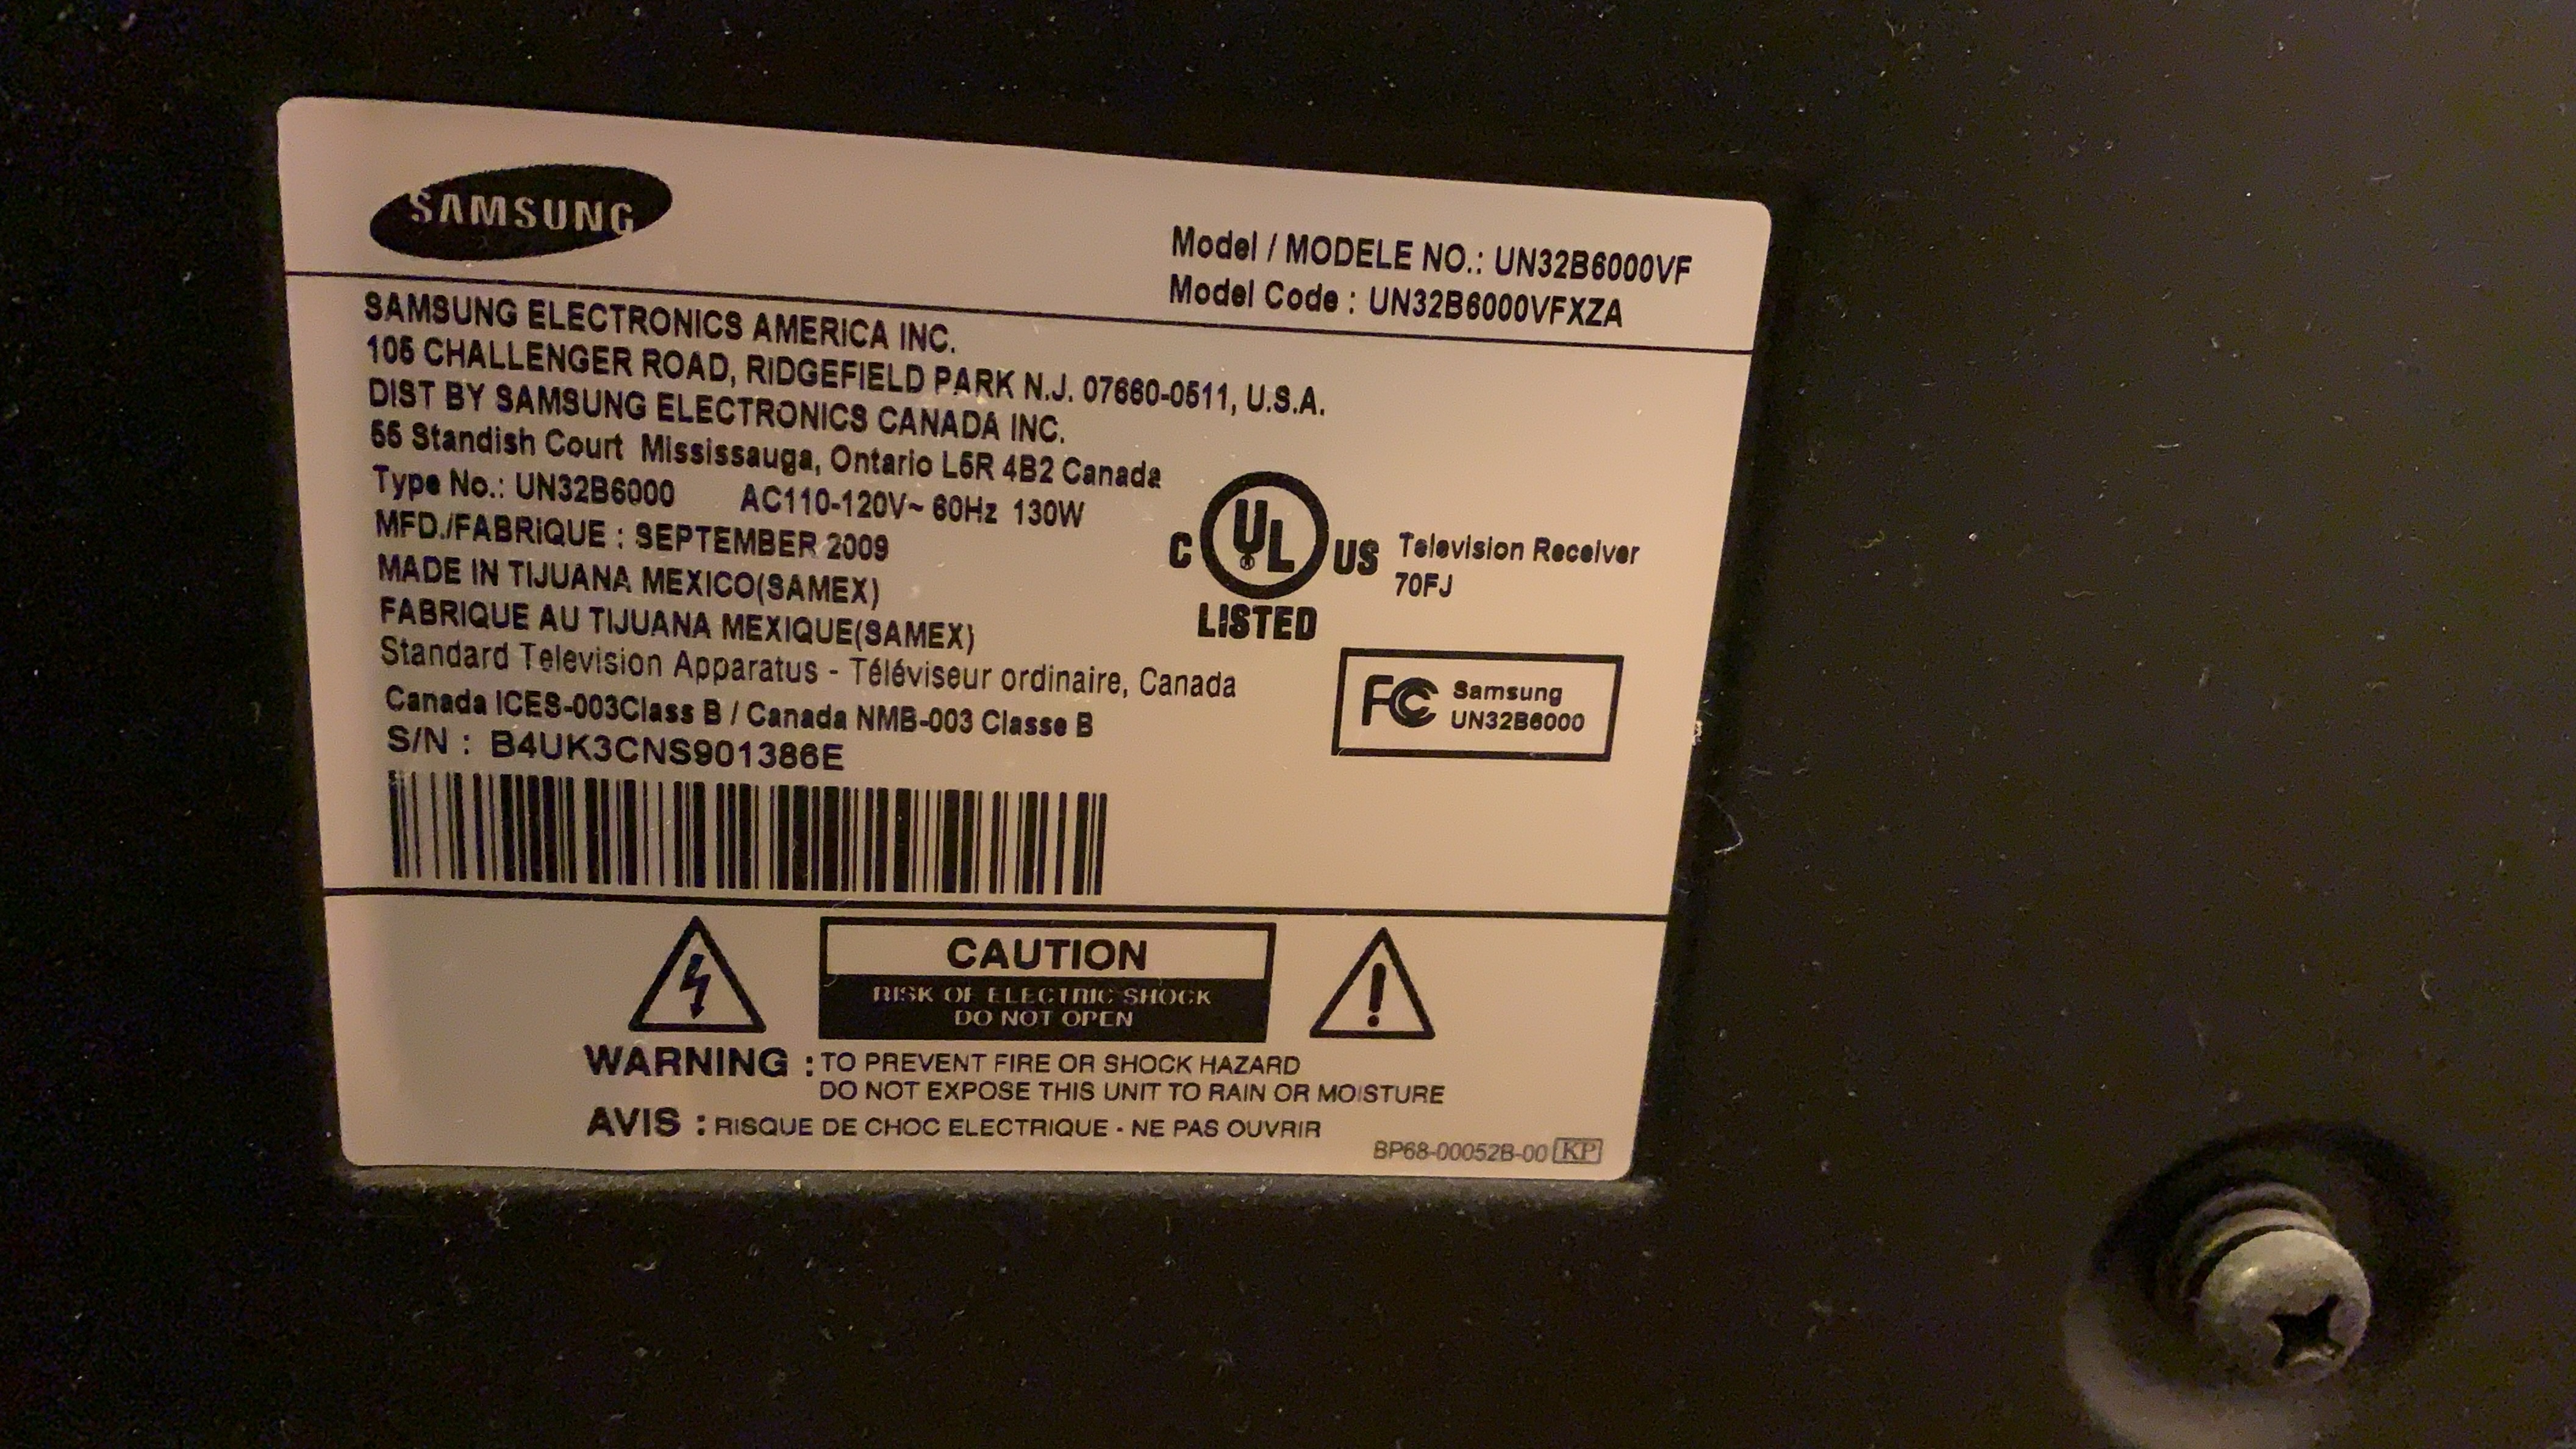 SAMSUNG
Model / MODELE NO.: UN32B6000VF
Model Code : UN32B6000VFXZA
SAMSUNG ELECTRONICS AMERICA INC.
105 CHALLENGER ROAD, RIDGEFIELD PARK N.J. 07660-0511, U.S.A.
DIST BY SAMSUNG ELECTRONICS CANADA INC.
55 Standish Court Mississauga, Ontario L5R 4B2 Canada
Type No.: UN32B6000 AC110-120V~ 60Hz 130W
MFD./FABRIQUE : SEPTEMBER 2009
MADE IN TIJUANA MEXICO(SAMEX)
FABRIQUE AU TIJUANA MEXIQUE(SAMEX)
Standard Television Apparatus - Téléviseur ordinaire, Canada
Canada ICES-003Class B / Canada NMB-003 Classe B
S/N : B4UK3CNS901386E
C UL US
LISTED
Television Receiver
70FJ
FC Samsung
UN32B6000
CAUTION
RISK OF ELECTRIC SHOCK
DO NOT OPEN
WARNING : TO PREVENT FIRE OR SHOCK HAZARD
DO NOT EXPOSE THIS UNIT TO RAIN OR MOISTURE
AVIS : RISQUE DE CHOC ELECTRIQUE - NE PAS OUVRIR
BP68-00052B-00 KP